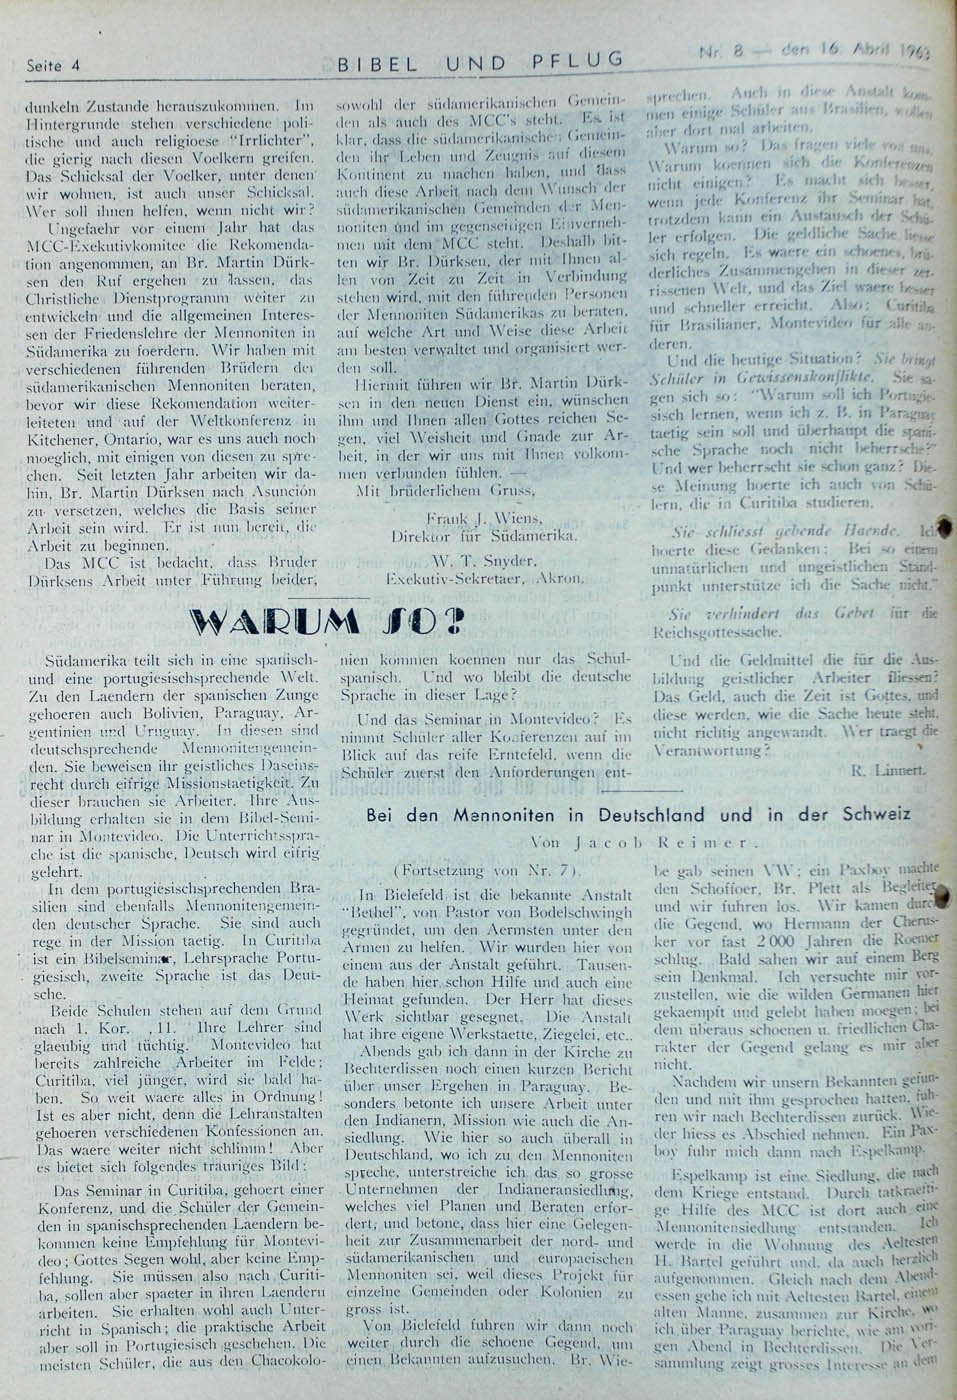 Seite 4
BIBEL UND PFLUG
Nr. 8 — den 16. Abril 1963
dunkeln Zustande herauszukommen. Im
Hintergrunde stehen verschiedene poli-
tische und auch religioese "Irrlichter",
die gierig nach diesen Voelkern greifen.
Das Schicksal der Voelker, unter denen
wir wohnen, ist auch unser Schicksal.
Wer soll ihnen helfen, wenn nicht wir?
Ungefaehr vor einem Jahr hat das
MCC-Exekutivkomitee die Rekomenda-
tion angenommen, an Br. Martin Dürk-
sen den Ruf ergehen zu lassen, das
Christliche Dienstprogramm weiter zu
entwickeln und die allgemeinen Interes-
sen der Friedenslehre der Mennoniten in
Südamerika zu foerdern. Wir haben mit
verschiedenen führenden Brüdern der
südamerikanischen Mennoniten beraten,
bevor wir diese Rekomendation weiter-
leiteten und auf der Weltkonferenz in
Kitchener, Ontario, war es uns auch noch
moeglich, mit einigen von diesen zu spre-
chen. Seit letzten Jahr arbeiten wir da-
hin, Br. Martin Dürksen nach Asunción
zu versetzen, welches die Basis seiner
Arbeit sein wird. Er ist nun bereit, die
Arbeit zu beginnen.
Das MCC ist bedacht, dass Bruder
Dürksens Arbeit unter Führung beider,
sowohl der südamerikanischen Gemein-
den als auch des MCC's steht. Es ist
klar, dass die südamerikanischen Gemein-
den ihr Leben und Zeugnis auf diesem
Kontinent zu machen haben, und dass
auch diese Arbeit nach dem Wunsch der
südamerikanischen Gemeinden der Men-
noniten und im gegenseitigen Einverneh-
men mit dem MCC steht. Deshalb bit-
ten wir Br. Dürksen, der mit Ihnen al-
len von Zeit zu Zeit in Verbindung
stehen wird, mit den führenden Personen
der Mennoniten Südamerikas zu beraten,
auf welche Art und Weise diese Arbeit
am besten verwaltet und organisiert wer-
den soll.
Hiermit führen wir Br. Martin Dürk-
sen in den neuen Dienst ein, wünschen
ihm und Ihnen allen Gottes reichen Se-
gen, viel Weisheit und Gnade zur Ar-
beit, in der wir uns mit Ihnen vollkom-
men verbunden fühlen. —
Mit brüderlichem Gruss,
Frank J. Wiens,
Direktor für Südamerika.
W. T. Snyder,
Exekutiv-Sekretaer, Akron.
WARUM SO?
Südamerika teilt sich in eine spanisch-
und eine portugiesischsprechende Welt.
Zu den Laendern der spanischen Zunge
gehoeren auch Bolivien, Paraguay, Ar-
gentinien und Uruguay. In diesen sind
deutschsprechende Mennonitengemein-
den. Sie beweisen ihr geistliches Daseins-
recht durch eifrige Missionstaetigkeit. Zu
dieser brauchen sie Arbeiter. Ihre Aus-
bildung erhalten sie in dem Bibel-Semi-
nar in Montevideo. Die Unterrichtsspra-
che ist die spanische, Deutsch wird eifrig
gelehrt.
In dem portugiesischsprechenden Bra-
silien sind ebenfalls Mennonitengemein-
den deutscher Sprache. Sie sind auch
rege in der Mission taetig. In Curitiba
ist ein Bibelseminar, Lehrsprache Portu-
giesisch, zweite Sprache ist das Deut-
sche.
Beide Schulen stehen auf dem Grund
nach 1. Kor. ,11. Ihre Lehrer sind
glaeubig und tüchtig. Montevideo hat
bereits zahlreiche Arbeiter im Felde;
Curitiba, viel jünger, wird sie bald ha-
ben. So weit waere alles in Ordnung!
Ist es aber nicht, denn die Lehranstalten
gehoeren verschiedenen Konfessionen an.
Das waere weiter nicht schlimm! Aber
es bietet sich folgendes trauriges Bild:
Das Seminar in Curitiba, gehoert einer
Konferenz, und die Schüler der Gemein-
den in spanischsprechenden Laendern be-
kommen keine Empfehlung für Montevi-
deo; Gottes Segen wohl, aber keine Emp-
fehlung. Sie müssen also nach Curiti-
ba, sollen aber spaeter in ihren Laendern
arbeiten. Sie erhalten wohl auch Unter-
richt in Spanisch; die praktische Arbeit
aber soll in Portugiesisch geschehen. Die
meisten Schüler, die aus den Chacokolo-
nien kommen koennen nur das Schul-
spanisch. Und wo bleibt die deutsche
Sprache in dieser Lage?
Und das Seminar in Montevideo? Es
nimmt Schüler aller Konferenzen auf im
Blick auf das reife Erntefeld, wenn die
Schüler zuerst den Anforderungen ent-
sprechen. Auch in diese Anstalt kom-
men einige Schüler aus Brasilien, wollen
aber dort mal arbeiten.
Warum so? Das fragen viele von uns.
Warum koennen sich die Konferenzen
nicht einigen? Es macht sich besser,
wenn jede Konferenz ihr Seminar hat,
trotzdem kann ein Austausch der Schü-
ler erfolgen. Die geldliche Sache liesse
sich regeln. Es waere ein schoenes, brü-
derliches Zusammengehen in dieser zer-
rissenen Welt, und das Ziel waere besser
und schneller erreicht. Also: Curitiba
für Brasilianer, Montevideo für alle an-
deren.
Und die heutige Situation? Sie bringt
Schüler in Gewissenskonflikte. Sie sa-
gen sich so: "Warum soll ich Portugie-
sisch lernen, wenn ich z. B. in Paraguay
taetig sein soll und überhaupt die spani-
sche Sprache noch nicht beherrsche?"
Und wer beherrscht sie schon ganz? Die-
se Meinung hoerte ich auch von Schü-
lern, die in Curitiba studieren.
Sie schliesst gebende Haende. Ich
hoerte diese Gedanken: Bei so einem
unnatürlichen und ungeistlichen Stand-
punkt unterstütze ich die Sache nicht."
Sie verhindert das Gebet für die
Reichsgottessache.
Und die Geldmittel die für die Aus-
bildung geistlicher Arbeiter fliessen?
Das Geld, auch die Zeit ist Gottes, und
diese werden, wie die Sache heute steht,
nicht richtig angewandt. Wer traegt die
Verantwortung?
R. Linnert.
Bei den Mennoniten in Deutschland und in der Schweiz
Von Jacob Reimer.
(Fortsetzung von Nr. 7).
In Bielefeld ist die bekannte Anstalt
"Bethel", von Pastor von Bodelschwingh
gegründet, um den Aermsten unter den
Armen zu helfen. Wir wurden hier von
einem aus der Anstalt geführt. Tausen-
de haben hier schon Hilfe und auch eine
Heimat gefunden. Der Herr hat dieses
Werk sichtbar gesegnet. Die Anstalt
hat ihre eigene Werkstaette, Ziegelei, etc..
Abends gab ich dann in der Kirche zu
Bechterdissen noch einen kurzen Bericht
über unser Ergehen in Paraguay. Be-
sonders betonte ich unsere Arbeit unter
den Indianern, Mission wie auch die An-
siedlung. Wie hier so auch überall in
Deutschland, wo ich zu den Mennoniten
spreche, unterstreiche ich das so grosse
Unternehmen der Indianeransiedlung,
welches viel Planen und Beraten erfor-
dert; und betone, dass hier eine Gelegen-
heit zur Zusammenarbeit der nord- und
südamerikanischen und europaeischen
Mennoniten sei, weil dieses Projekt für
einzelne Gemeinden oder Kolonien zu
gross ist.
Von Bielefeld fuhren wir dann noch
weiter durch die schoene Gegend, um
einen Bekannten aufzusuchen. Br. Wie-
be gab seinen VW; ein Paxboy machte
den Schoffoer, Br. Plett als Begleiter
und wir fuhren los. Wir kamen durch
die Gegend, wo Hermann der Cherus-
ker vor fast 2000 Jahren die Roemer
schlug. Bald sahen wir auf einem Berg
sein Denkmal. Ich versuchte mir vor-
zustellen, wie die wilden Germanen hier
gekaempft und gelebt haben moegen; bei
dem überaus schoenen u. friedlichen Cha-
rakter der Gegend gelang es mir aber
nicht.
Nachdem wir unsern Bekannten gefun-
den und mit ihm gesprochen hatten, fuh-
ren wir nach Bechterdissen zurück. Wie-
der hiess es Abschied nehmen. Ein Pax-
boy fuhr mich dann nach Espelkamp.
Espelkamp ist eine Siedlung, die nach
dem Kriege entstand. Durch tatkraefti-
ge Hilfe des MCC ist dort auch eine
Mennonitensiedlung entstanden. Ich
werde in die Wohnung des Aeltesten
H. Bartel geführt und da auch herzlich
aufgenommen. Gleich nach dem Abend-
essen gehe ich mit Aeltesten Bartel, einem
alten Manne, zusammen zur Kirche, wo
ich über Paraguay berichte, wie am vori-
gen Abend in Bechterdissen. Die Ver-
sammlung zeigt grosses Interesse an dem